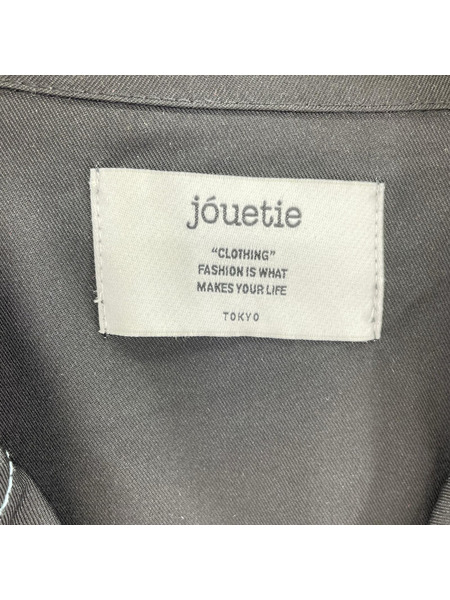 jóuetie
“CLOTHING”
FASHION IS WHAT
MAKES YOUR LIFE
TOKYO